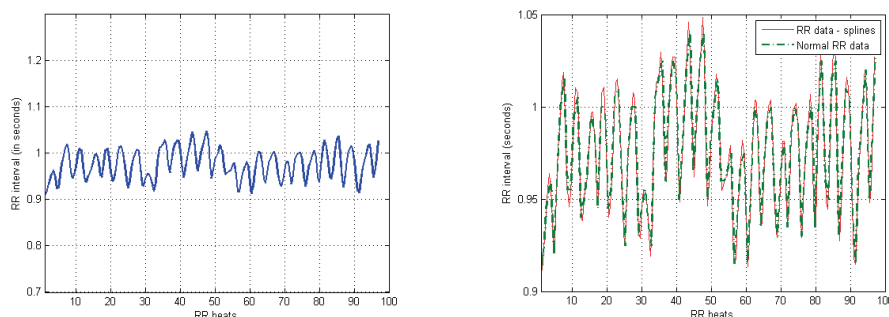 RR interval (in seconds)
1.2
1.1
1
0.9
0.8
0.7
10 20 30 40 50 60 70 80 90 100
RR beats
RR interval (seconds)
1.05
1
0.95
0.9
10 20 30 40 50 60 70 80 90 100
RR beats
RR data - splines
Normal RR data